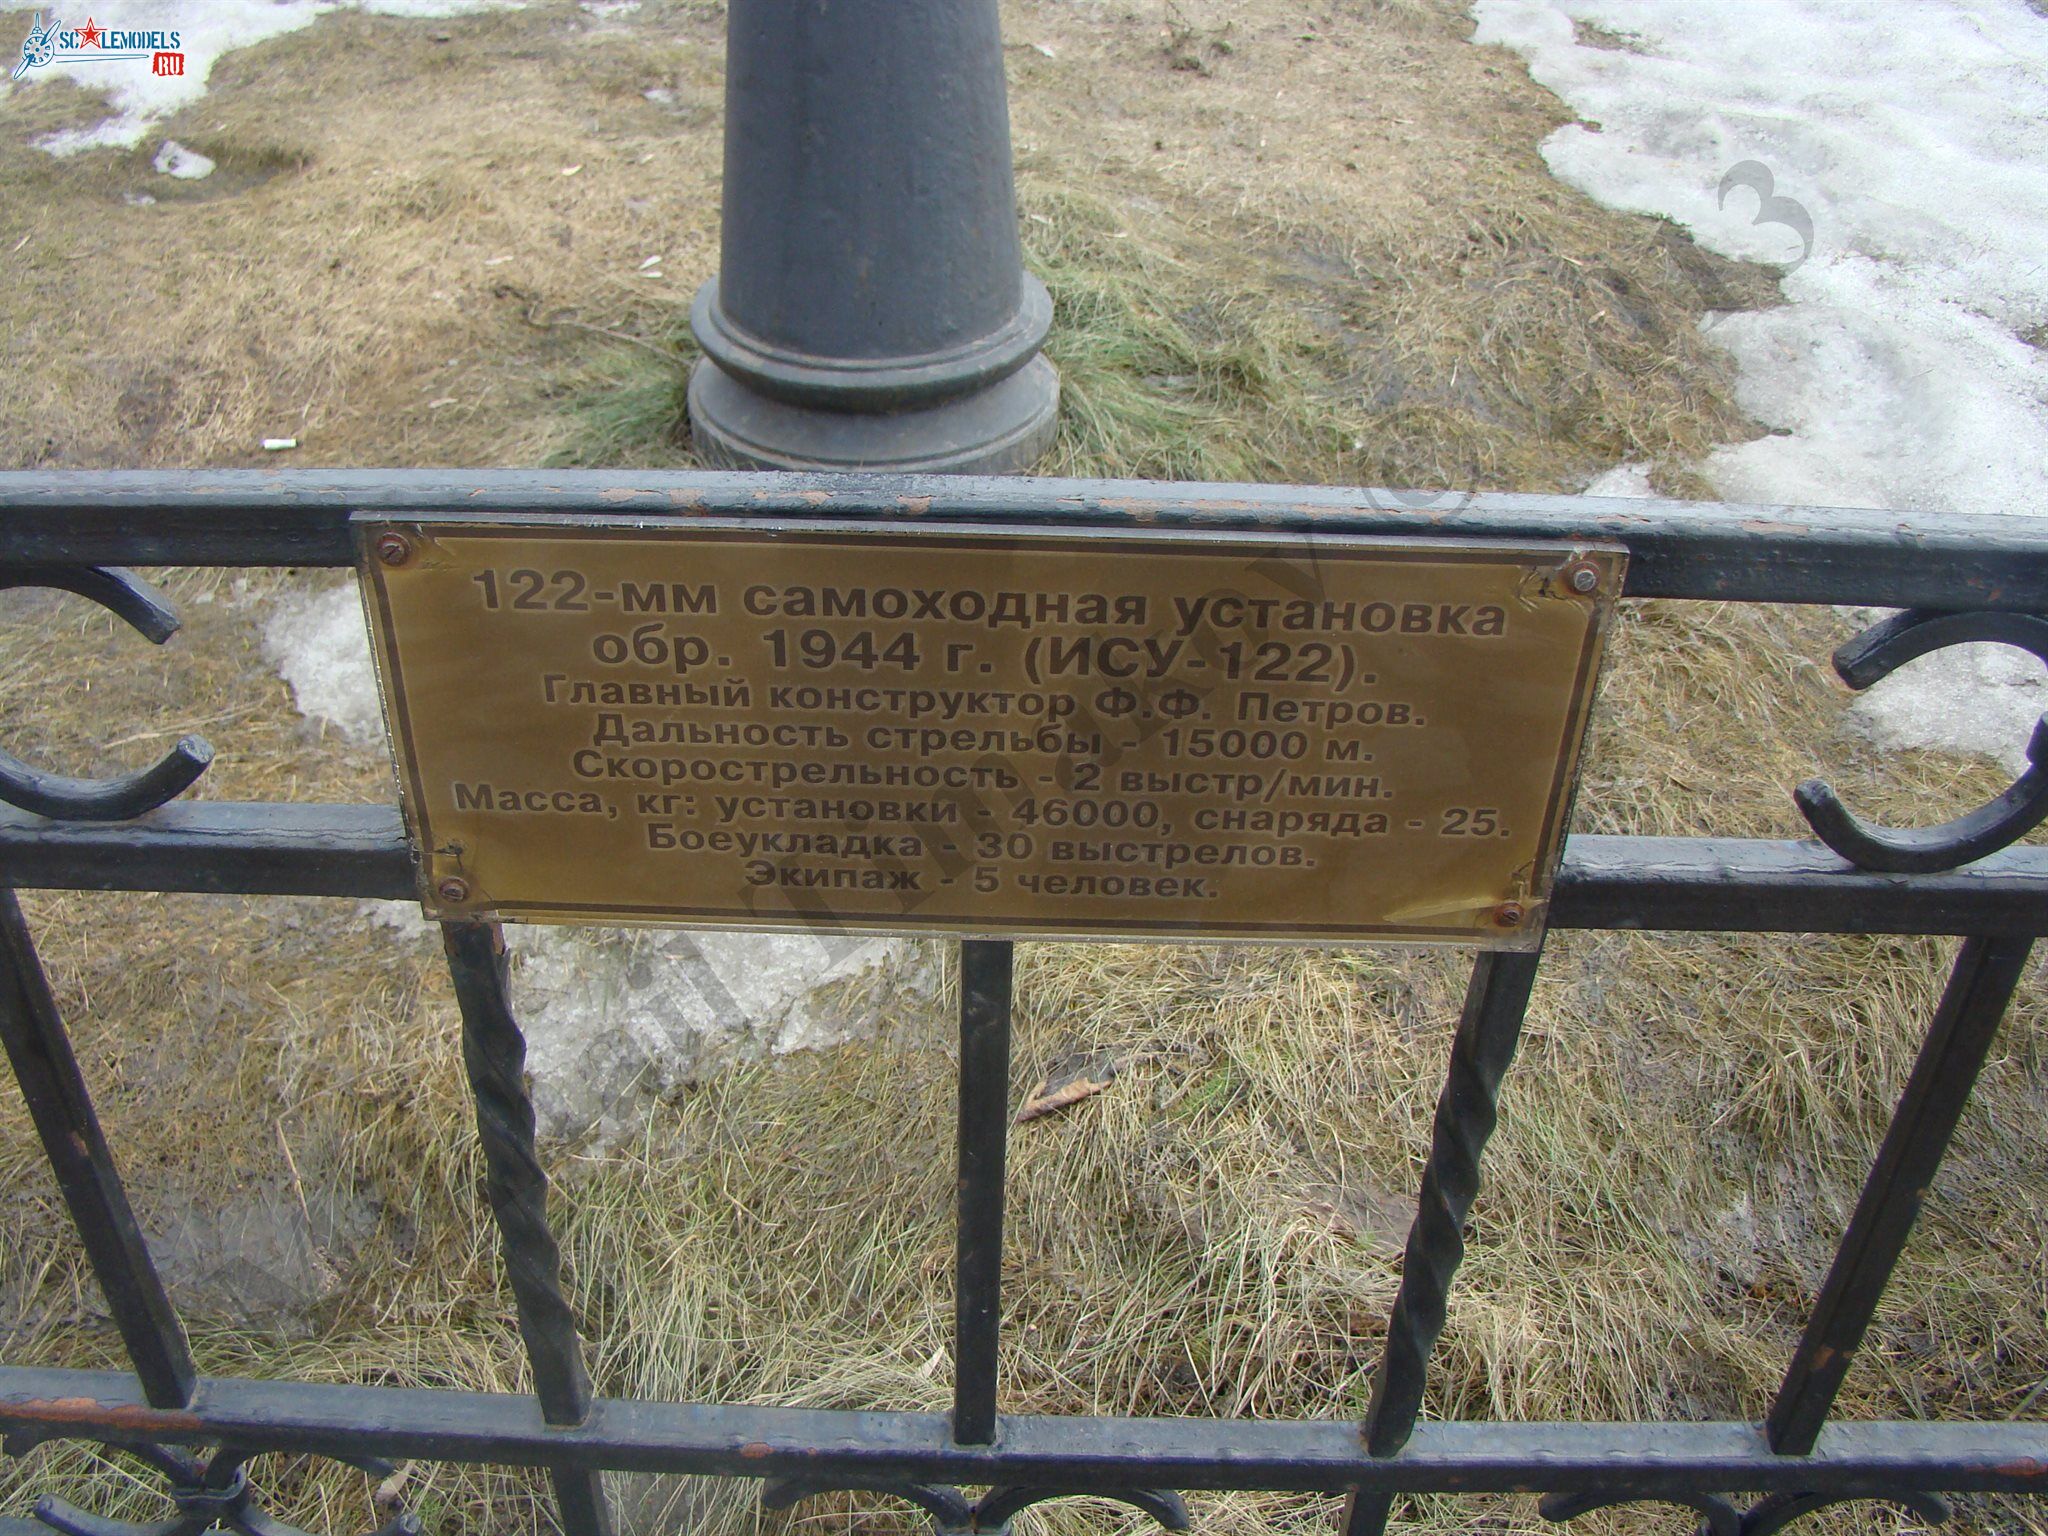 SCALEMODELS
RU
122-мм самоходная установка
обр. 1944 г. (ИСУ-122).
Главный конструктор Ф.Ф. Петров.
Дальность стрельбы - 15000 м.
Скорострельность - 2 выстр/мин.
Масса, кг: установки - 46000, снаряда - 25.
Боеукладка - 30 выстрелов.
Экипаж - 5 человек.